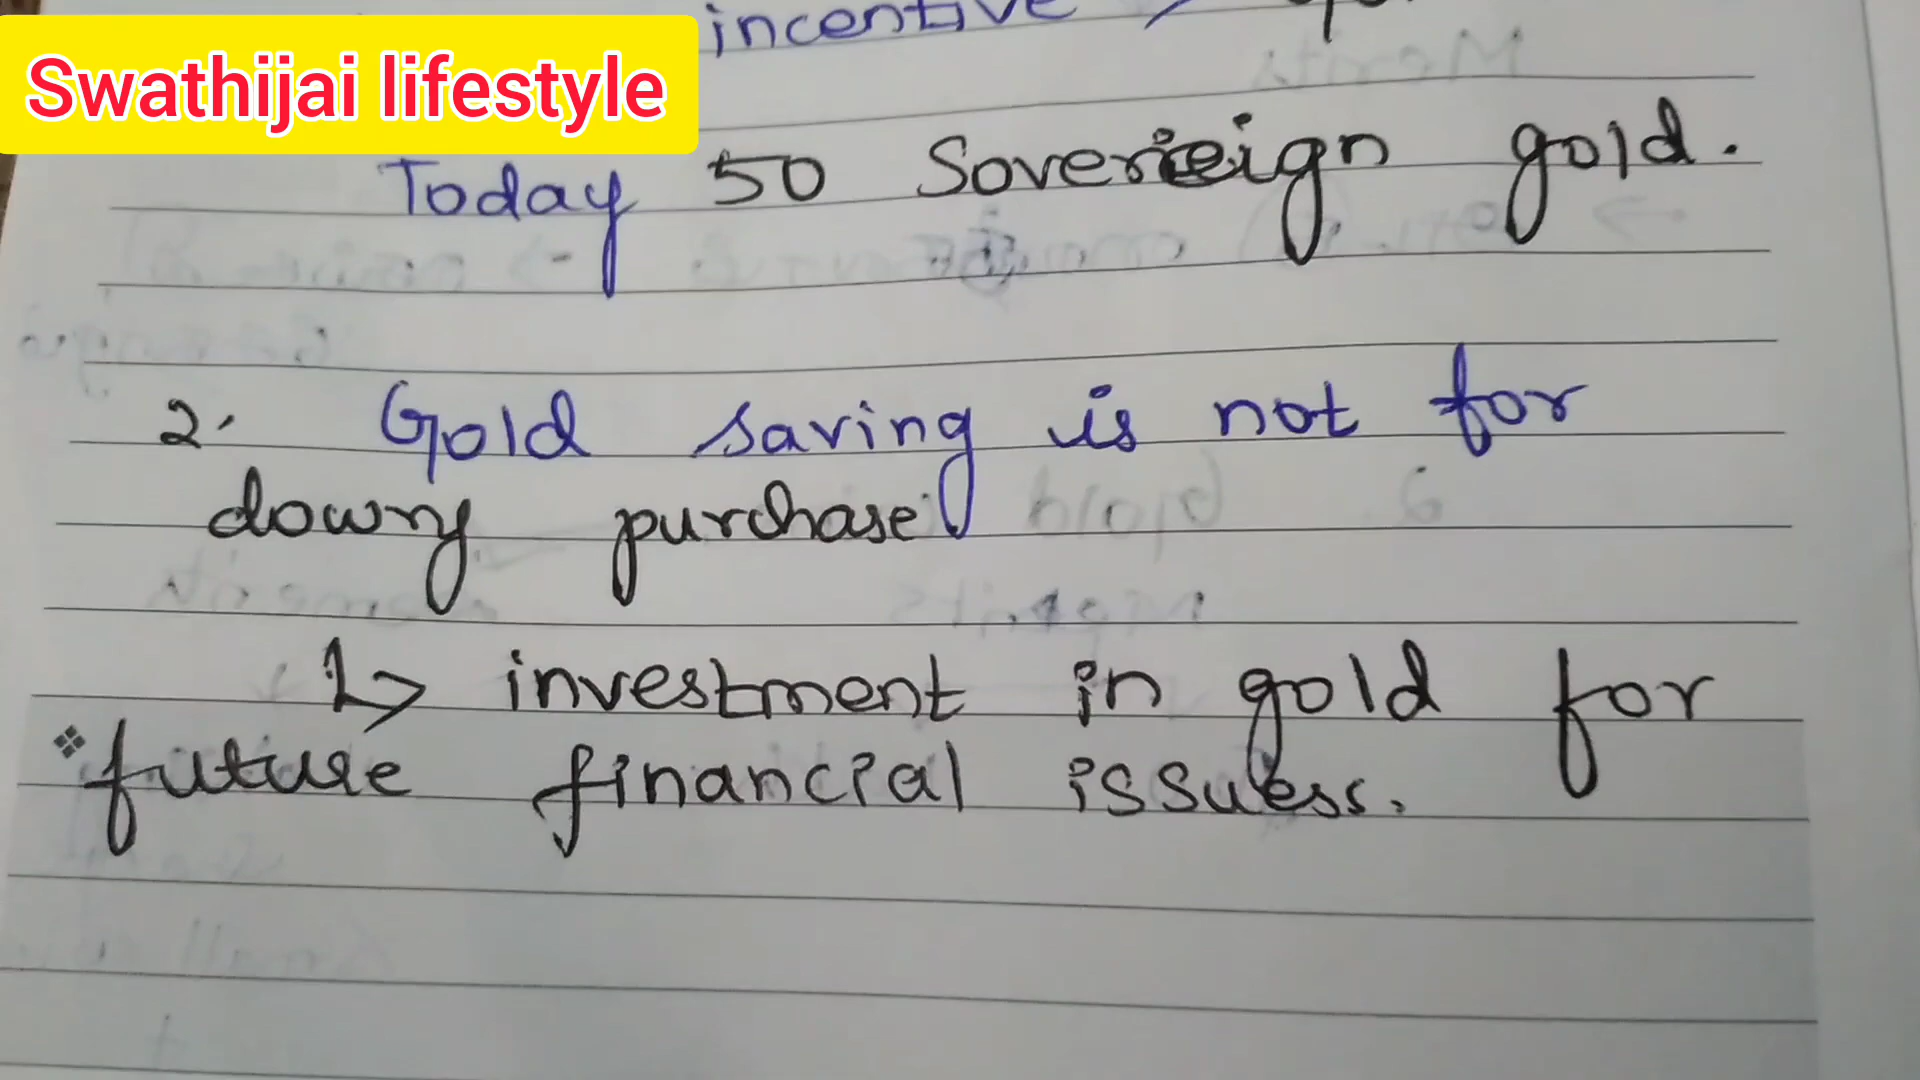 incentive
Swathijai lifestyle
Today 50 Sovereign gold.
2. Gold saving is not for
dowry purchase
1> investment in gold for
future financial issuess.